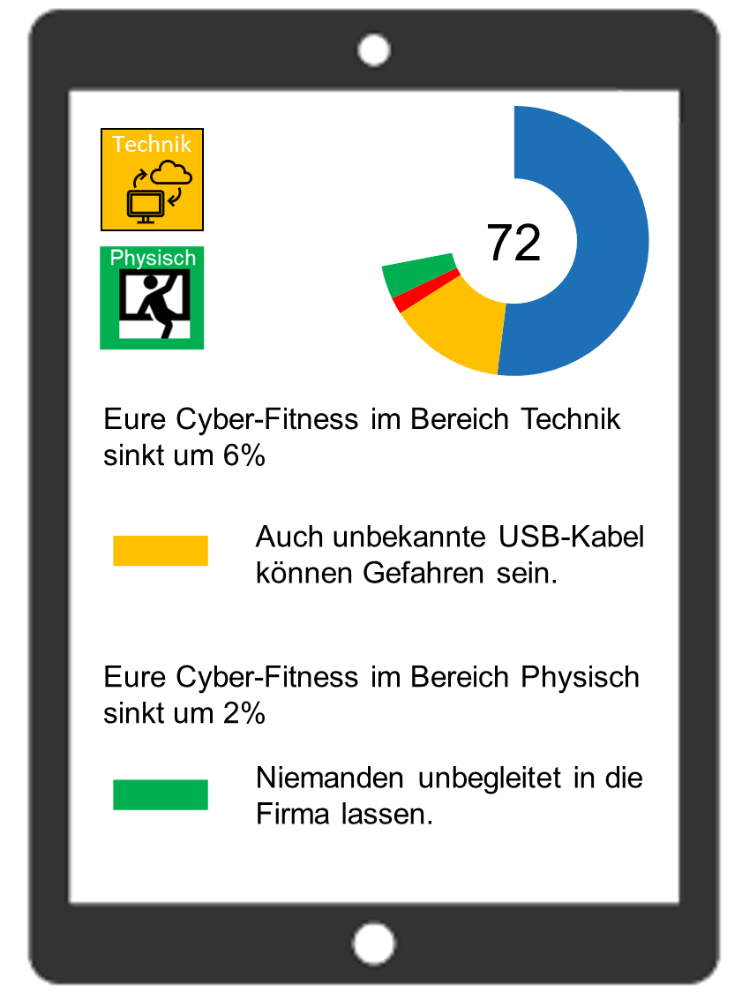 Technik
72
Physisch
Eure Cyber-Fitness im Bereich Technik
sinkt um 6%
Auch unbekannte USB-Kabel
können Gefahren sein.
Eure Cyber-Fitness im Bereich Physisch
sinkt um 2%
Niemanden unbegleitet in die
Firma lassen.